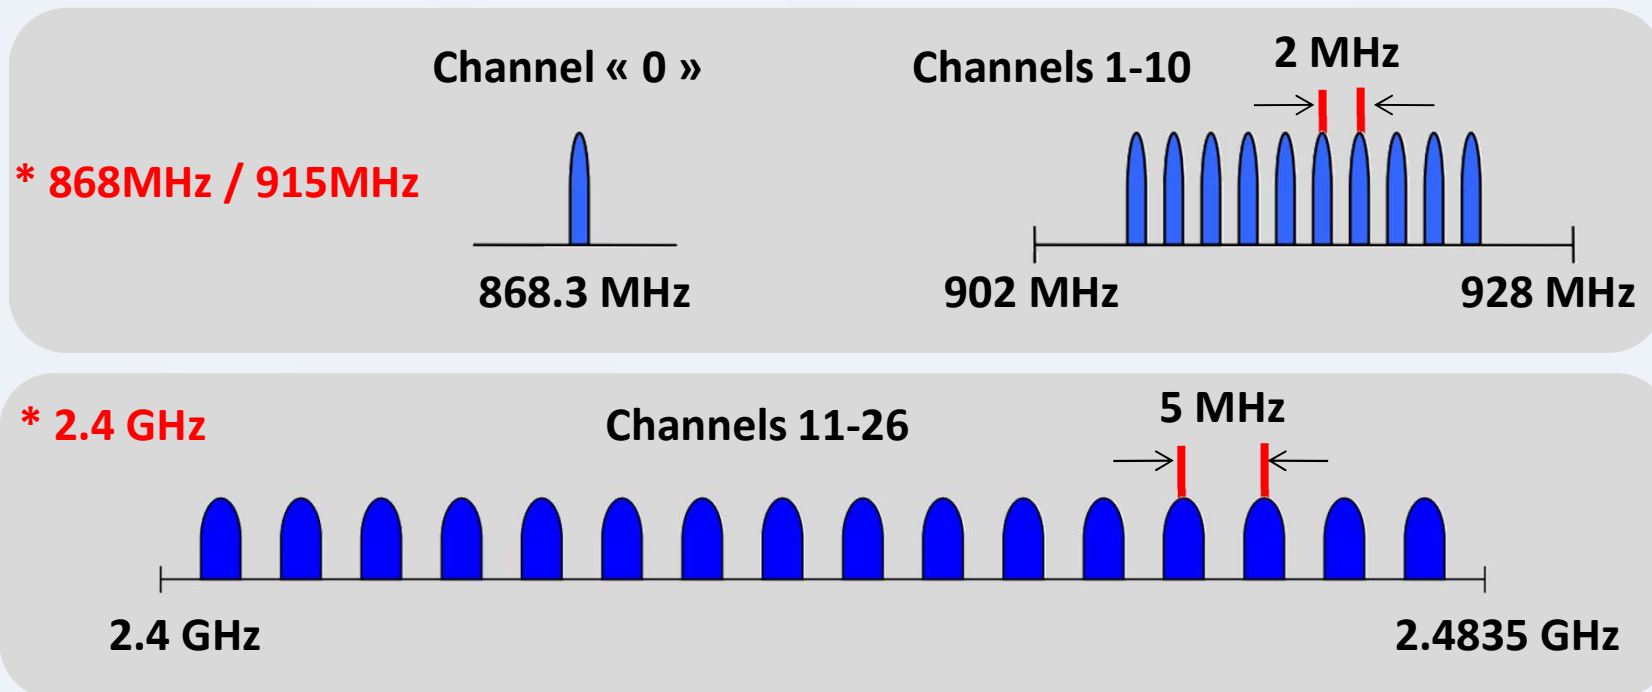 Channel « 0 »
Channels 1-10
2 MHz
* 868MHz / 915MHz
868.3 MHz
902 MHz
928 MHz
* 2.4 GHz
Channels 11-26
5 MHz
2.4 GHz
2.4835 GHz